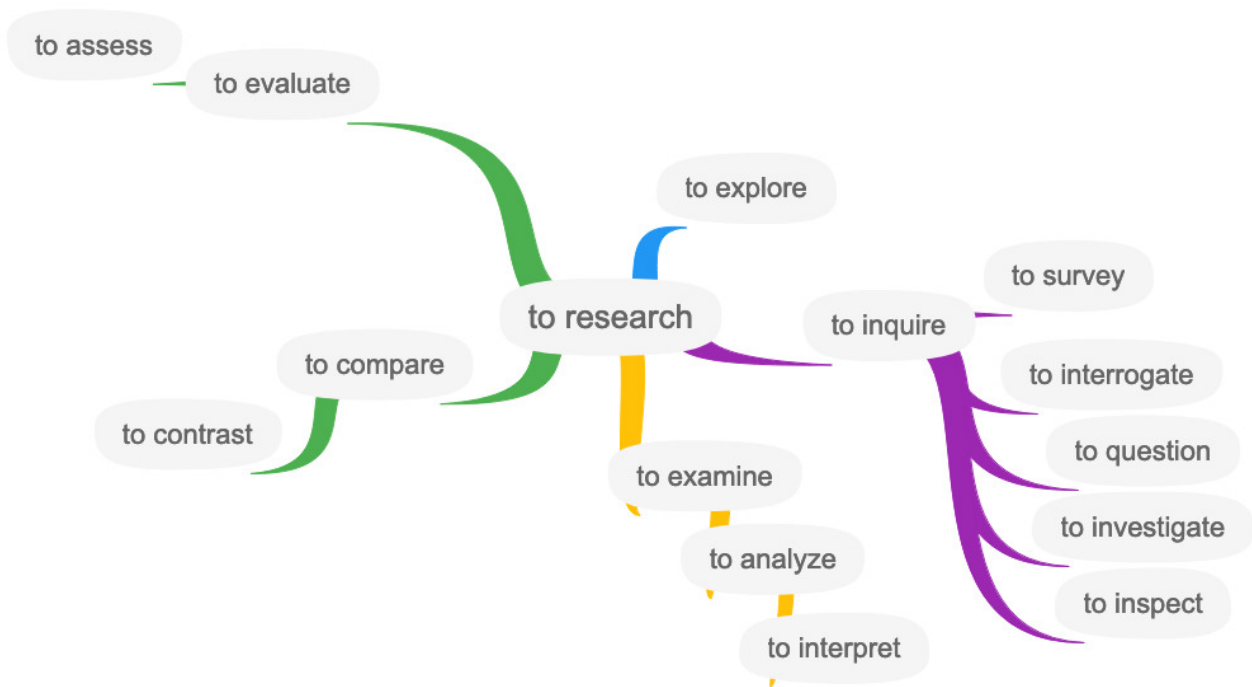 to assess
to evaluate
to explore
to survey
to research
to inquire
to compare
to interrogate
to contrast
to question
to examine
to investigate
to analyze
to inspect
to interpret